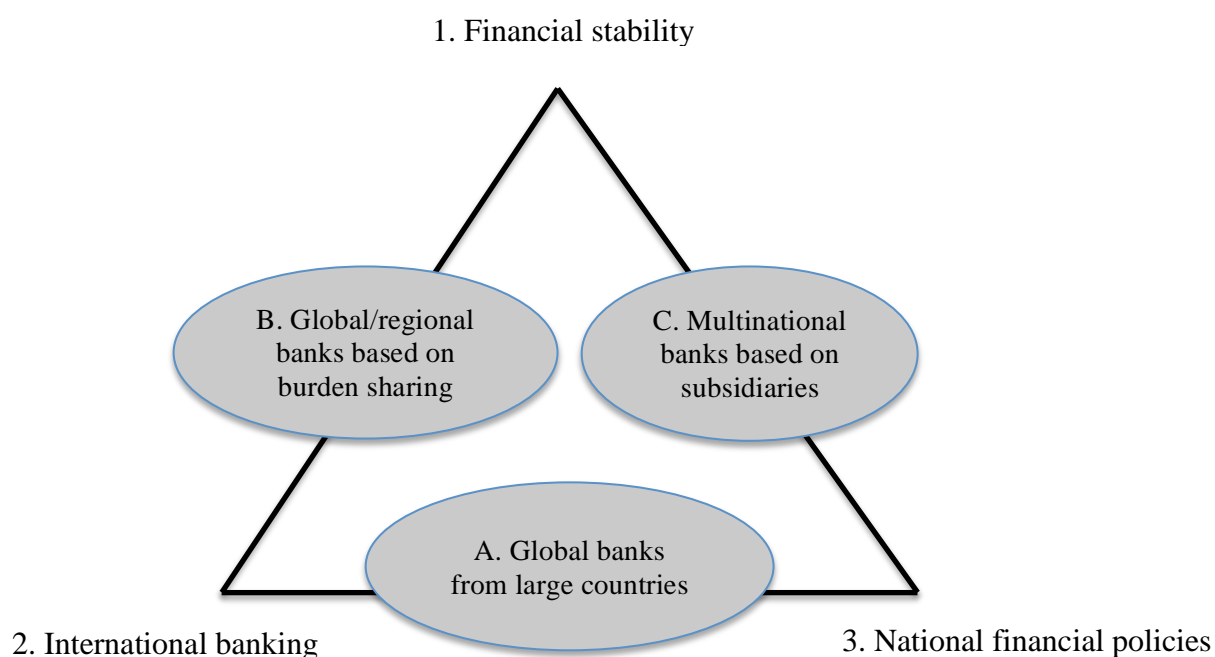 1. Financial stability
B. Global/regional
banks based on
burden sharing
C. Multinational
banks based on
subsidiaries
A. Global banks
from large countries
2. International banking
3. National financial policies